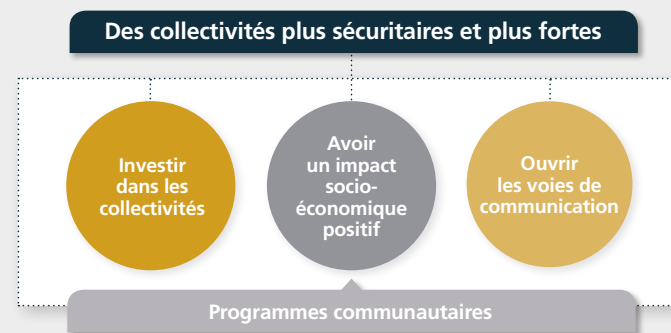 Des collectivités plus sécuritaires et plus fortes
Investir
dans les
collectivités
Avoir
un impact
socio-
économique
positif
Ouvrir
les voies de
communication
Programmes communautaires